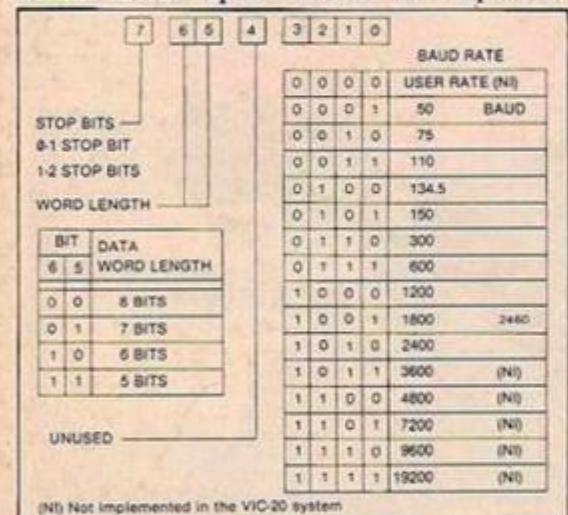 7 6 5 4 3 2 1 0
BAUD RATE
0 0 0 0 USER RATE (NI)
0 0 0 1 50 BAUD
0 0 1 0 75
0 0 1 1 110
0 1 0 0 134.5
0 1 0 1 150
0 1 1 0 300
0 1 1 1 600
1 0 0 0 1200
1 0 0 1 1800 2400
1 0 1 0 2400
1 0 1 1 3600 (NI)
1 1 0 0 4800 (NI)
1 1 0 1 7200 (NI)
1 1 1 0 9600 (NI)
1 1 1 1 19200 (NI)
STOP BITS
0-1 STOP BIT
1-2 STOP BITS
WORD LENGTH
BIT DATA
6 5 WORD LENGTH
0 0 8 BITS
0 1 7 BITS
1 0 6 BITS
1 1 5 BITS
UNUSED
(NI) Not implemented in the VIC-20 system